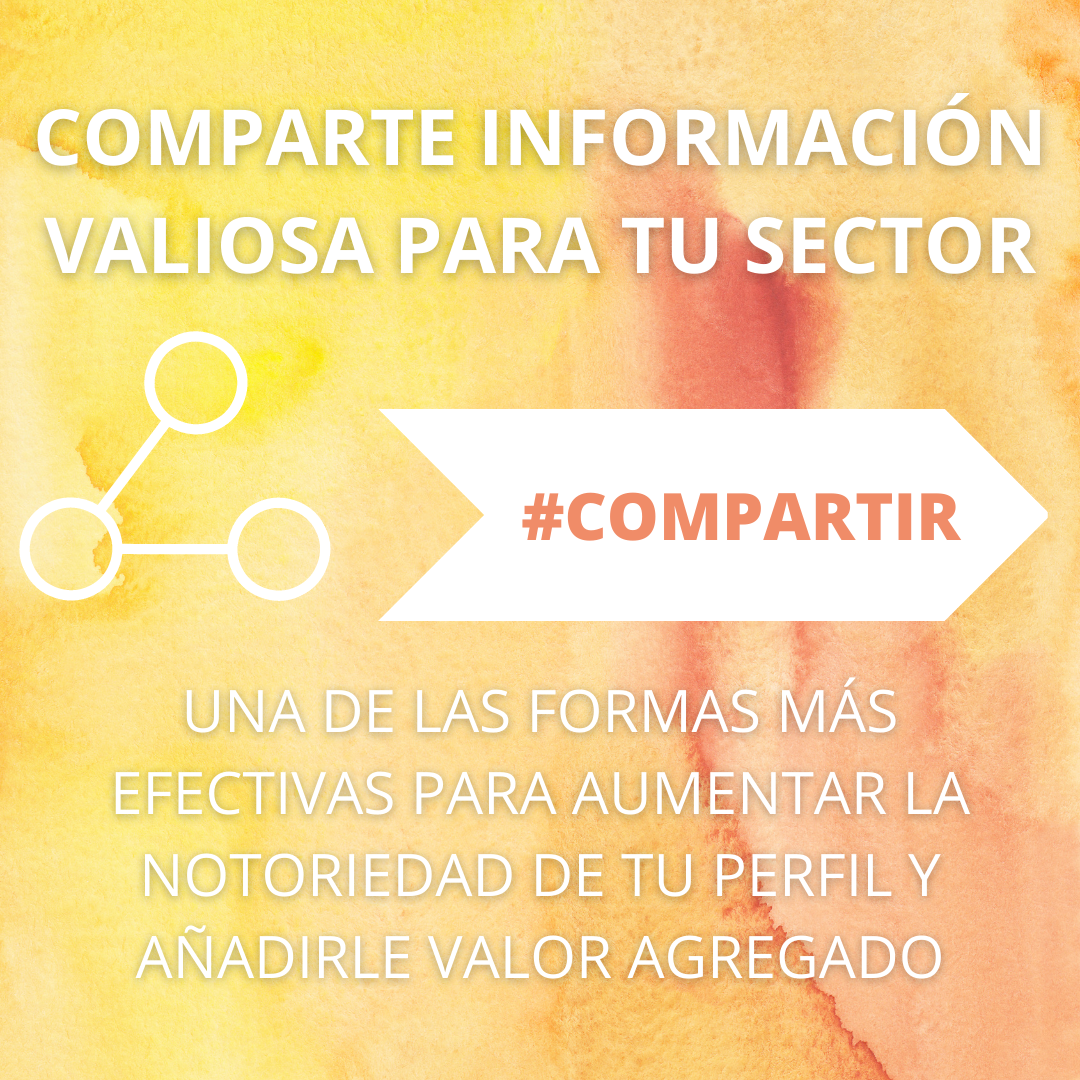 COMPARTE INFORMACIÓN
VALIOSA PARA TU SECTOR
#COMPARTIR
UNA DE LAS FORMAS MÁS
EFECTIVAS PARA AUMENTAR LA
NOTORIEDAD DE TU PERFIL Y
AÑADIRLE VALOR AGREGADO